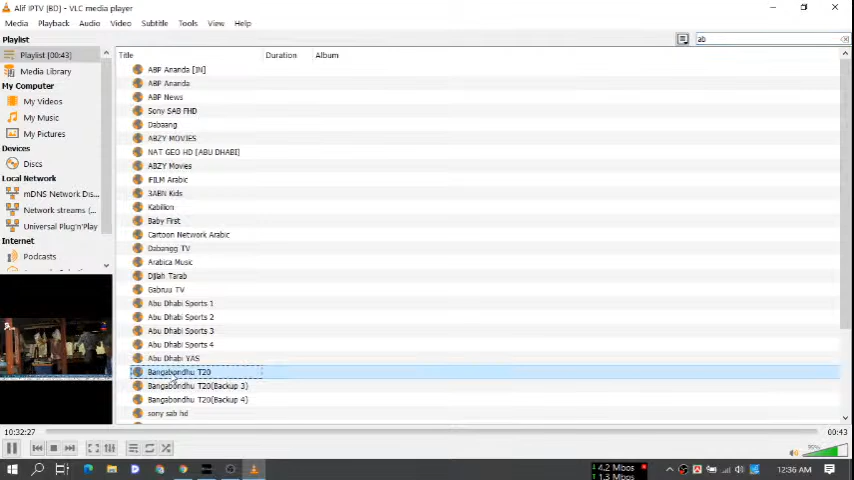 Alif IPTV [BD] - VLC media player
Media Playback Audio Video Subtitle Tools View Help
Playlist
ab
Playlist [00:43]
Title Duration Album
Media Library
My Computer
My Videos
My Music
My Pictures
Devices
Discs
Local Network
mDNS Network Dis...
Network streams (...
Universal Plug'n'Play
Internet
Podcasts
ABP Ananda [IN]
ABP Ananda
ABP News
Sony SAB FHD
Dabaang
ABZY MOVIES
NAT GEO HD [ABU DHABI]
ABZY Movies
iFILM Arabic
3ABN Kids
Kabillion
Baby First
Cartoon Network Arabic
Dabangg TV
Arabica Music
Djlah Tarab
Gabruu TV
Abu Dhabi Sports 1
Abu Dhabi Sports 2
Abu Dhabi Sports 3
Abu Dhabi Sports 4
Abu Dhabi YAS
Bangabondhu T20
Bangabondhu T20(Backup 3)
Bangabondhu T20(Backup 4)
sony sab hd
10:32:27 00:43
4.2 Mbps
1.3 Mbps
12:36 AM